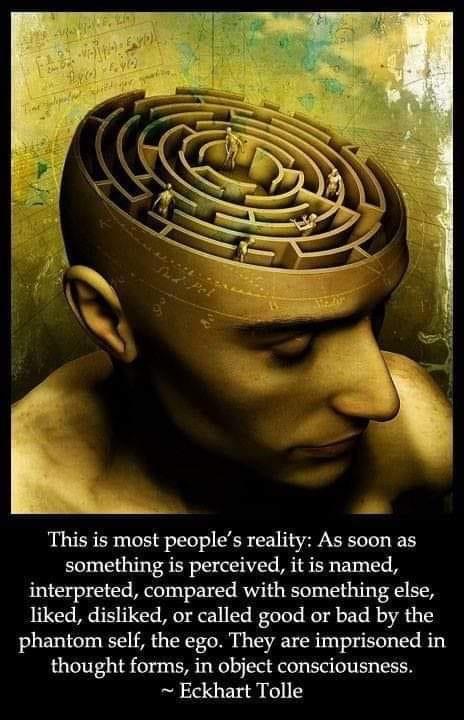 This is most people's reality: As soon as
something is perceived, it is named,
interpreted, compared with something else,
liked, disliked, or called good or bad by the
phantom self, the ego. They are imprisoned in
thought forms, in object consciousness.
~ Eckhart Tolle